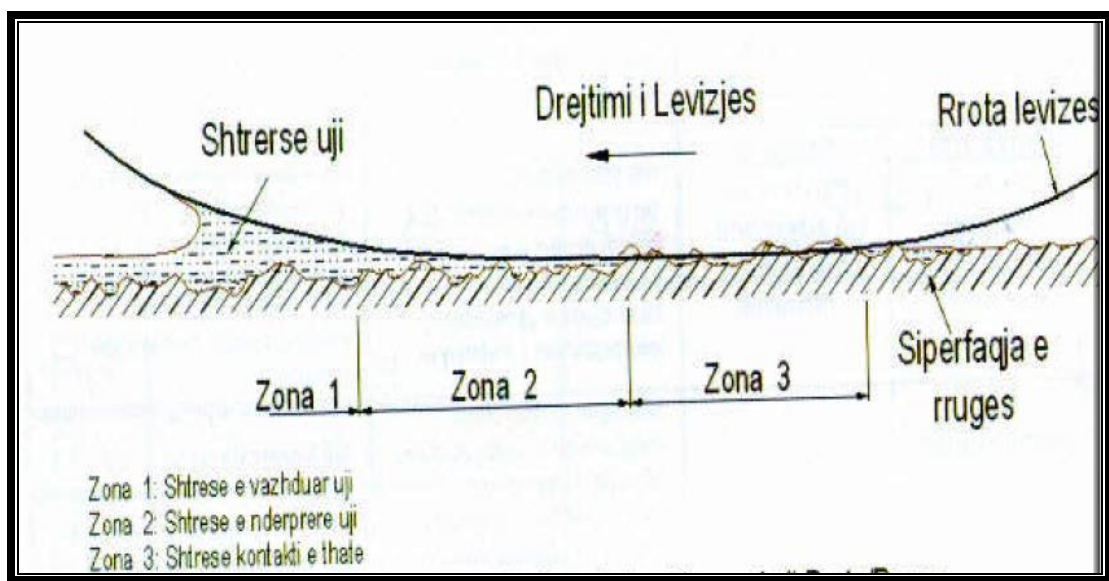 Drejtimi i Levizjes
Rrota levizes
Shtrerse uji
Siperfaqja e
rruges
Zona 1
Zona 2
Zona 3
Zona 1: Shtrese e vazhduar uji
Zona 2: Shtrese e nderprere uji
Zona 3: Shtrese kontakti e thate